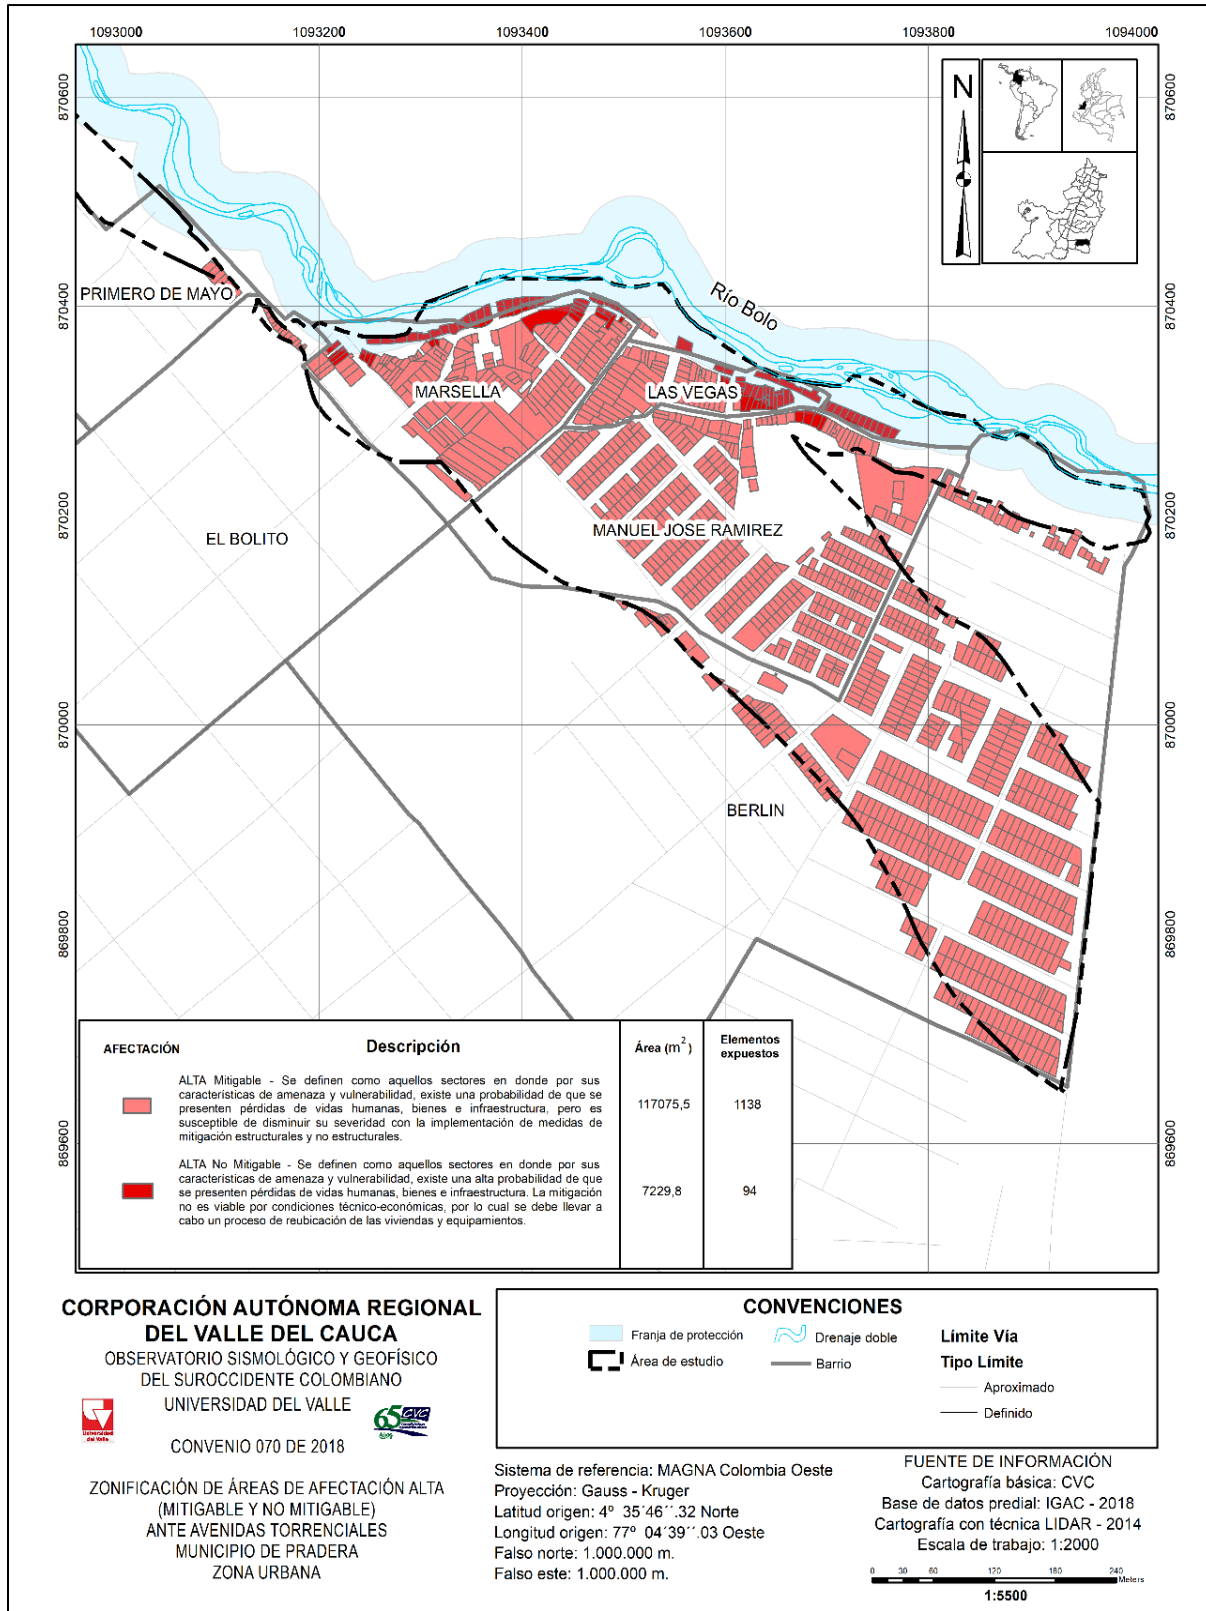 1093000 1093200 1093400 1093600 1093800 1094000
870600
870400
870200
870000
869800
869600
870600
870400
870200
870000
869800
869600
N
Río Bolo
PRIMERO DE MAYO
MARSELLA
LAS VEGAS
EL BOLITO
MANUEL JOSE RAMIREZ
BERLIN
AFECTACIÓN Descripción Área (m²) Elementos
expuestos
ALTA Mitigable - Se definen como aquellos sectores en donde por sus
características de amenaza y vulnerabilidad, existe una probabilidad de que se
presenten pérdidas de vidas humanas, bienes e infraestructura, pero es
susceptible de disminuir su severidad con la implementación de medidas de
mitigación estructurales y no estructurales.
117075,5 1138
ALTA No Mitigable - Se definen como aquellos sectores en donde por sus
características de amenaza y vulnerabilidad, existe una alta probabilidad de que
se presenten pérdidas de vidas humanas, bienes e infraestructura. La mitigación
no es viable por condiciones técnico-económicas, por lo cual se debe llevar a
cabo un proceso de reubicación de las viviendas y equipamientos.
7229,8 94
CORPORACIÓN AUTÓNOMA REGIONAL
DEL VALLE DEL CAUCA
OBSERVATORIO SISMOLÓGICO Y GEOFÍSICO
DEL SUROCCIDENTE COLOMBIANO
UNIVERSIDAD DEL VALLE
Universidad
del Valle
65 CVC
CONVENIO 070 DE 2018
ZONIFICACIÓN DE ÁREAS DE AFECTACIÓN ALTA
(MITIGABLE Y NO MITIGABLE)
ANTE AVENIDAS TORRENCIALES
MUNICIPIO DE PRADERA
ZONA URBANA
CONVENCIONES
Franja de protección
Área de estudio
Drenaje doble
Barrio
Límite Vía
Tipo Límite
Aproximado
Definido
Sistema de referencia: MAGNA Colombia Oeste
Proyección: Gauss - Kruger
Latitud origen: 4º 35´46´´.32 Norte
Longitud origen: 77º 04´39´´.03 Oeste
Falso norte: 1.000.000 m.
Falso este: 1.000.000 m.
FUENTE DE INFORMACIÓN
Cartografía básica: CVC
Base de datos predial: IGAC - 2018
Cartografía con técnica LIDAR - 2014
Escala de trabajo: 1:2000
0 30 60 120 180 240
Meters
1:5500